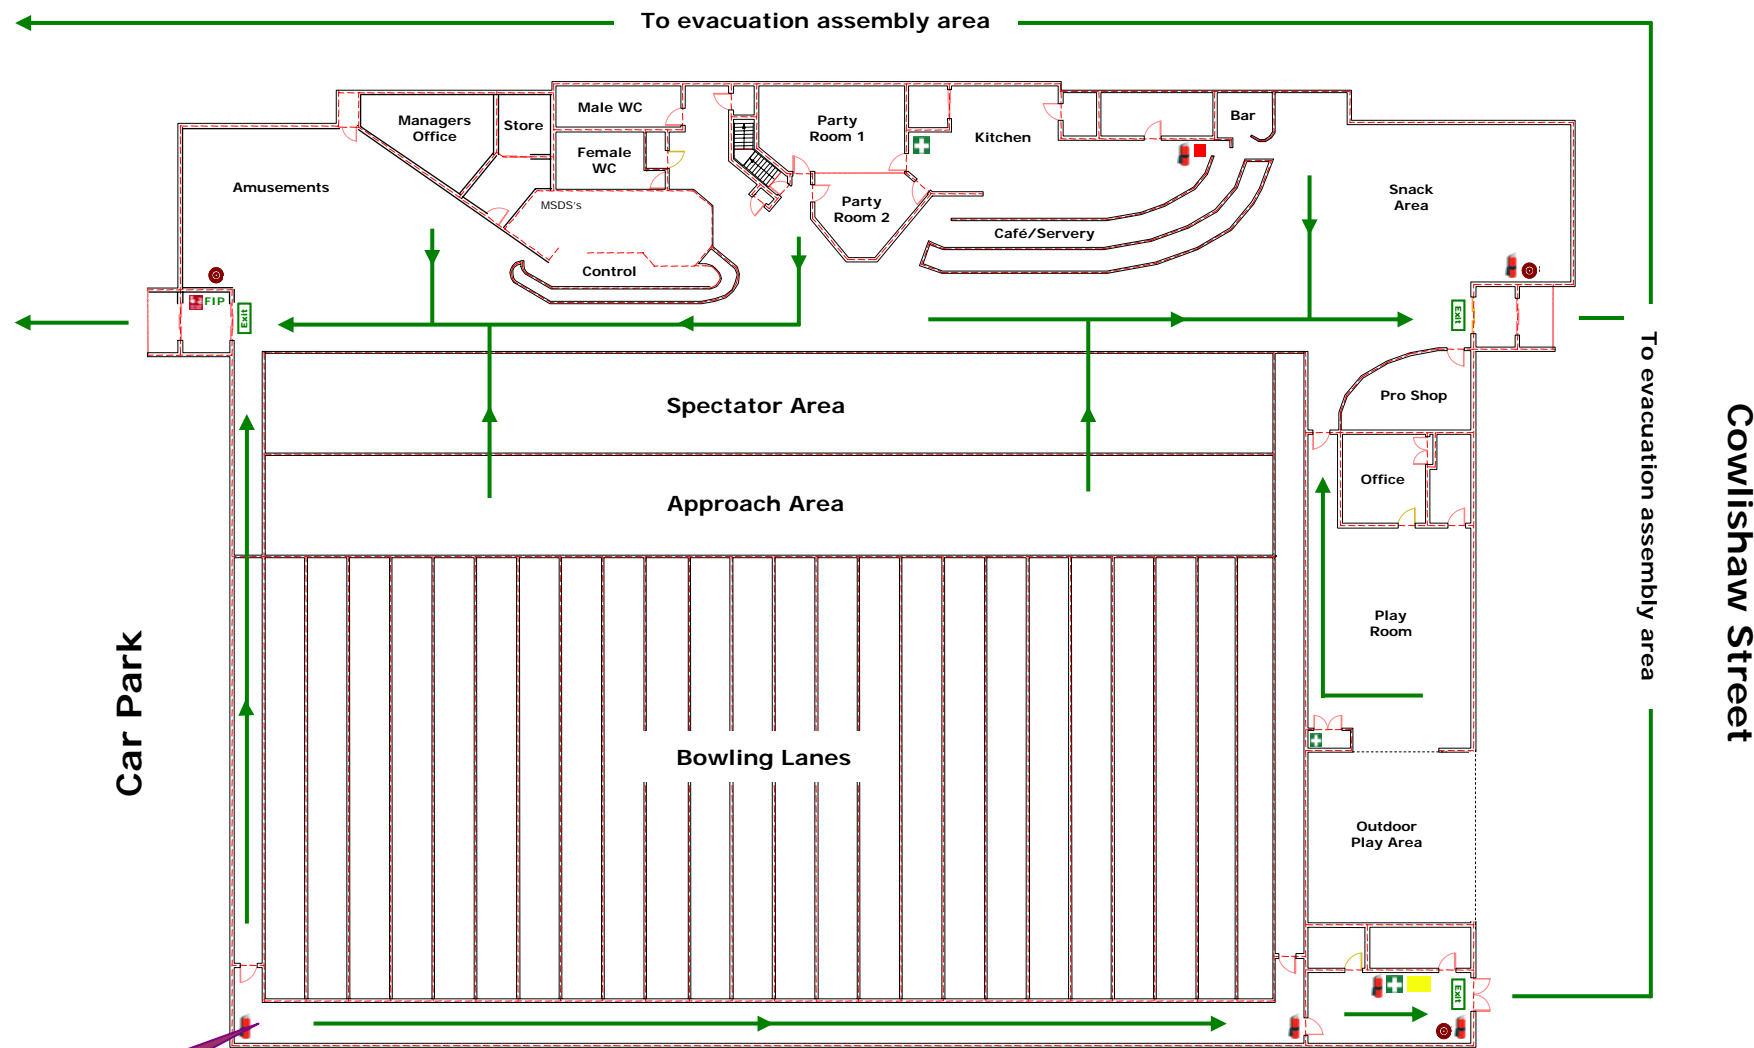 To evacuation assembly area
Male WC
Managers
Office
Store
Party
Room 1
Kitchen
Bar
Female
WC
Amusements
MSDS's
Party
Room 2
Snack
Area
Café/Servery
Control
FIP
Exit
Exit
Pro Shop
Spectator Area
Office
Approach Area
Play
Room
Bowling Lanes
Outdoor
Play Area
Exit
Car Park
To evacuation assembly area
Cowlishaw Street